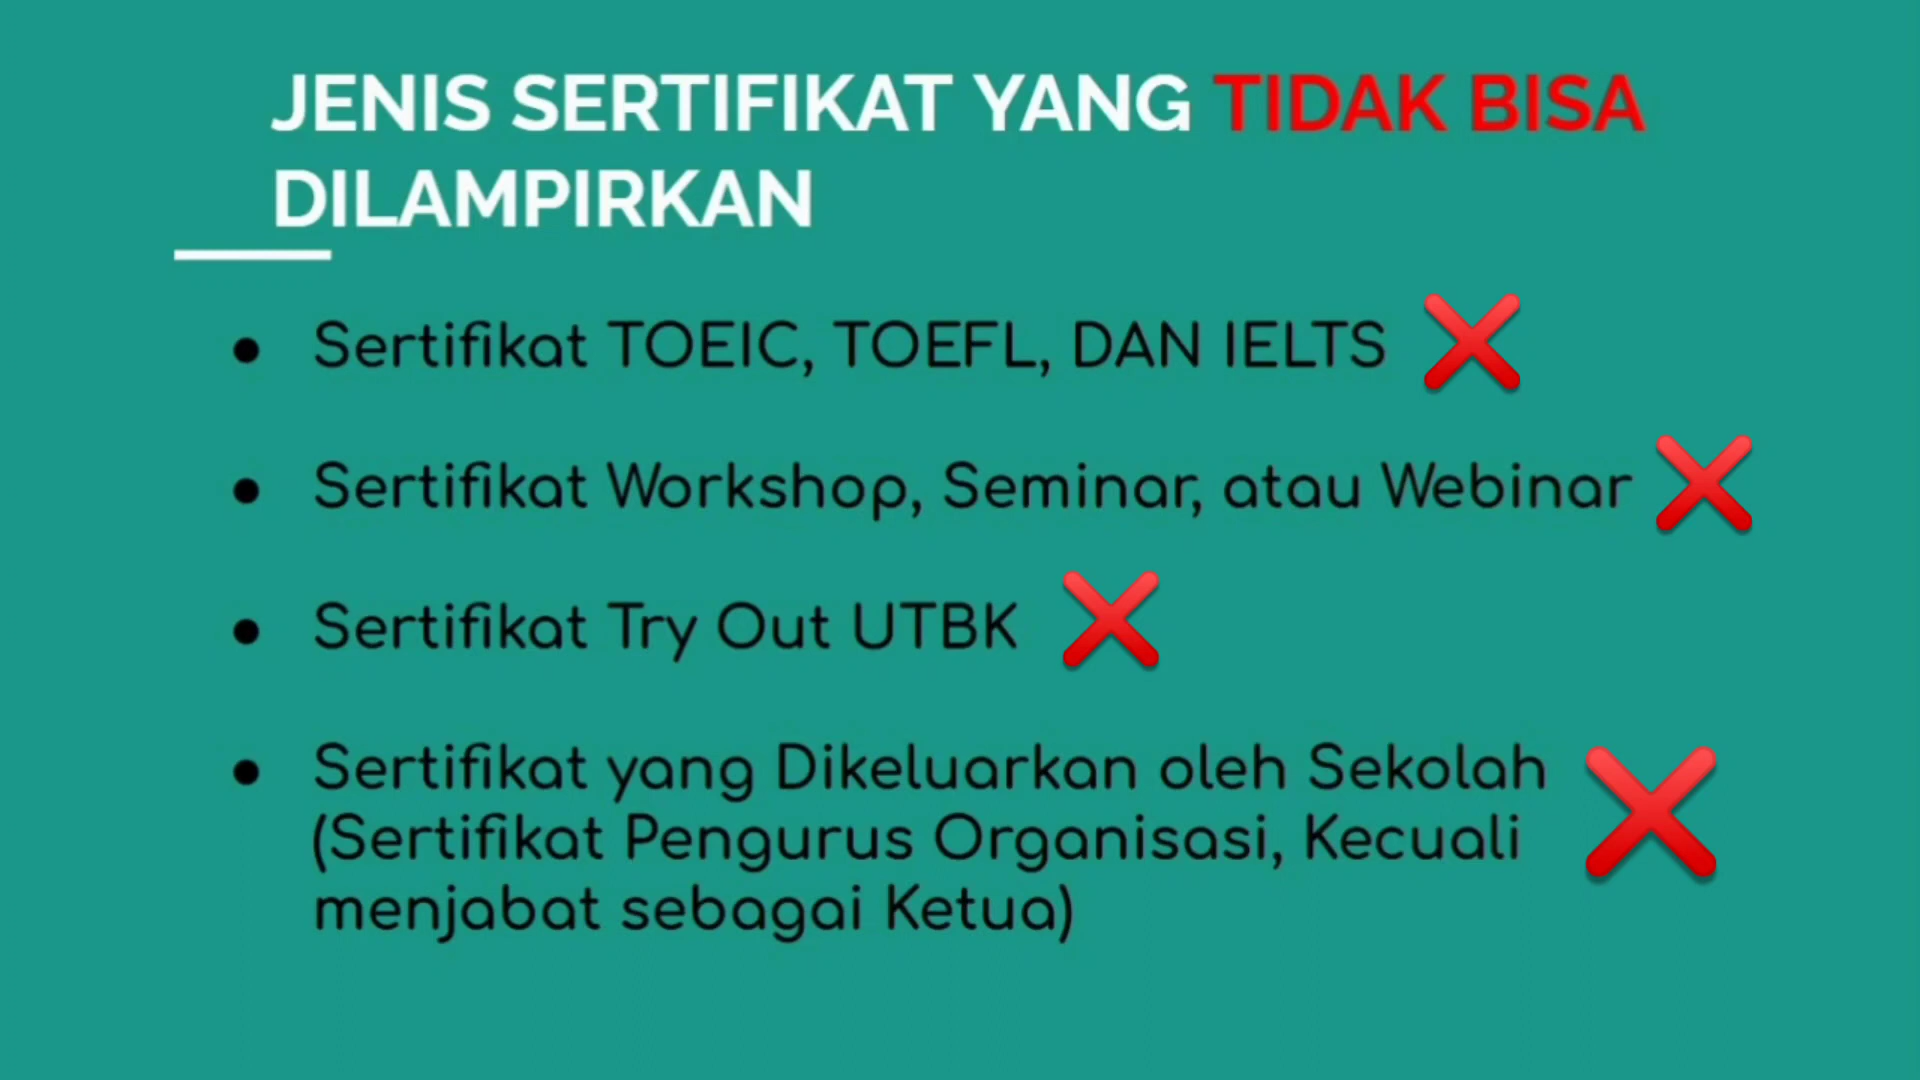 JENIS SERTIFIKAT YANG TIDAK BISA
DILAMPIRKAN
● Sertifikat TOEIC, TOEFL, DAN IELTS ❌
● Sertifikat Workshop, Seminar, atau Webinar ❌
● Sertifikat Try Out UTBK ❌
● Sertifikat yang Dikeluarkan oleh Sekolah ❌
(Sertifikat Pengurus Organisasi, Kecuali
menjabat sebagai Ketua)